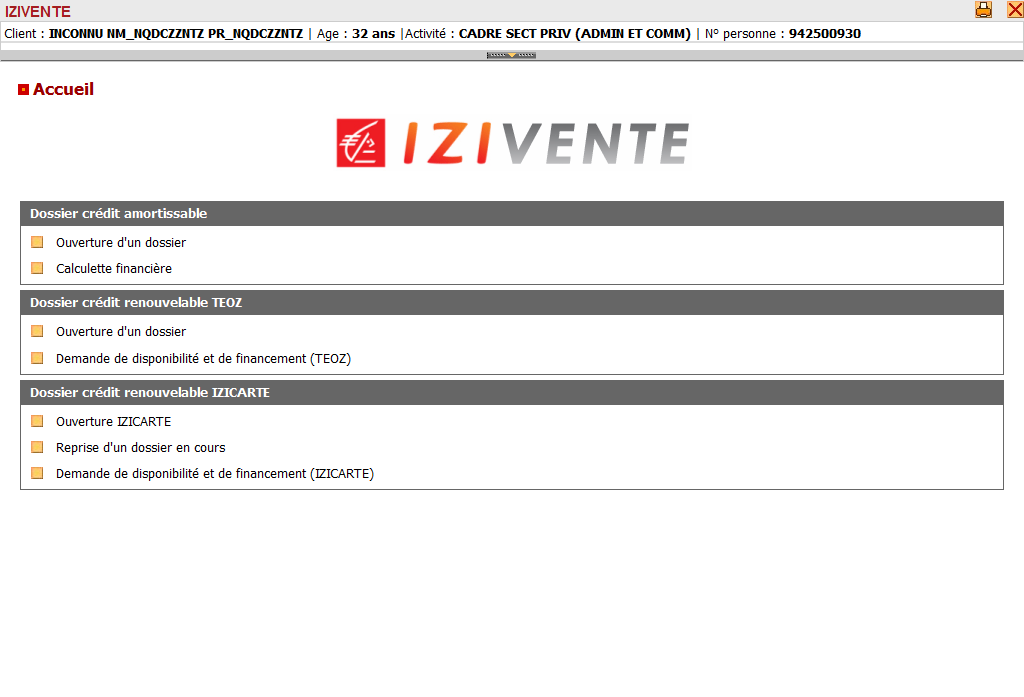 IZIVENTE
Client : INCONNU NM_NQDCZZNTZ PR_NQDCZZNTZ | Age : 32 ans |Activité : CADRE SECT PRIV (ADMIN ET COMM) | N° personne : 942500930
Accueil
IZIVENTE
Dossier crédit amortissable
Ouverture d'un dossier
Calculette financière
Dossier crédit renouvelable TEOZ
Ouverture d'un dossier
Demande de disponibilité et de financement (TEOZ)
Dossier crédit renouvelable IZICARTE
Ouverture IZICARTE
Reprise d'un dossier en cours
Demande de disponibilité et de financement (IZICARTE)